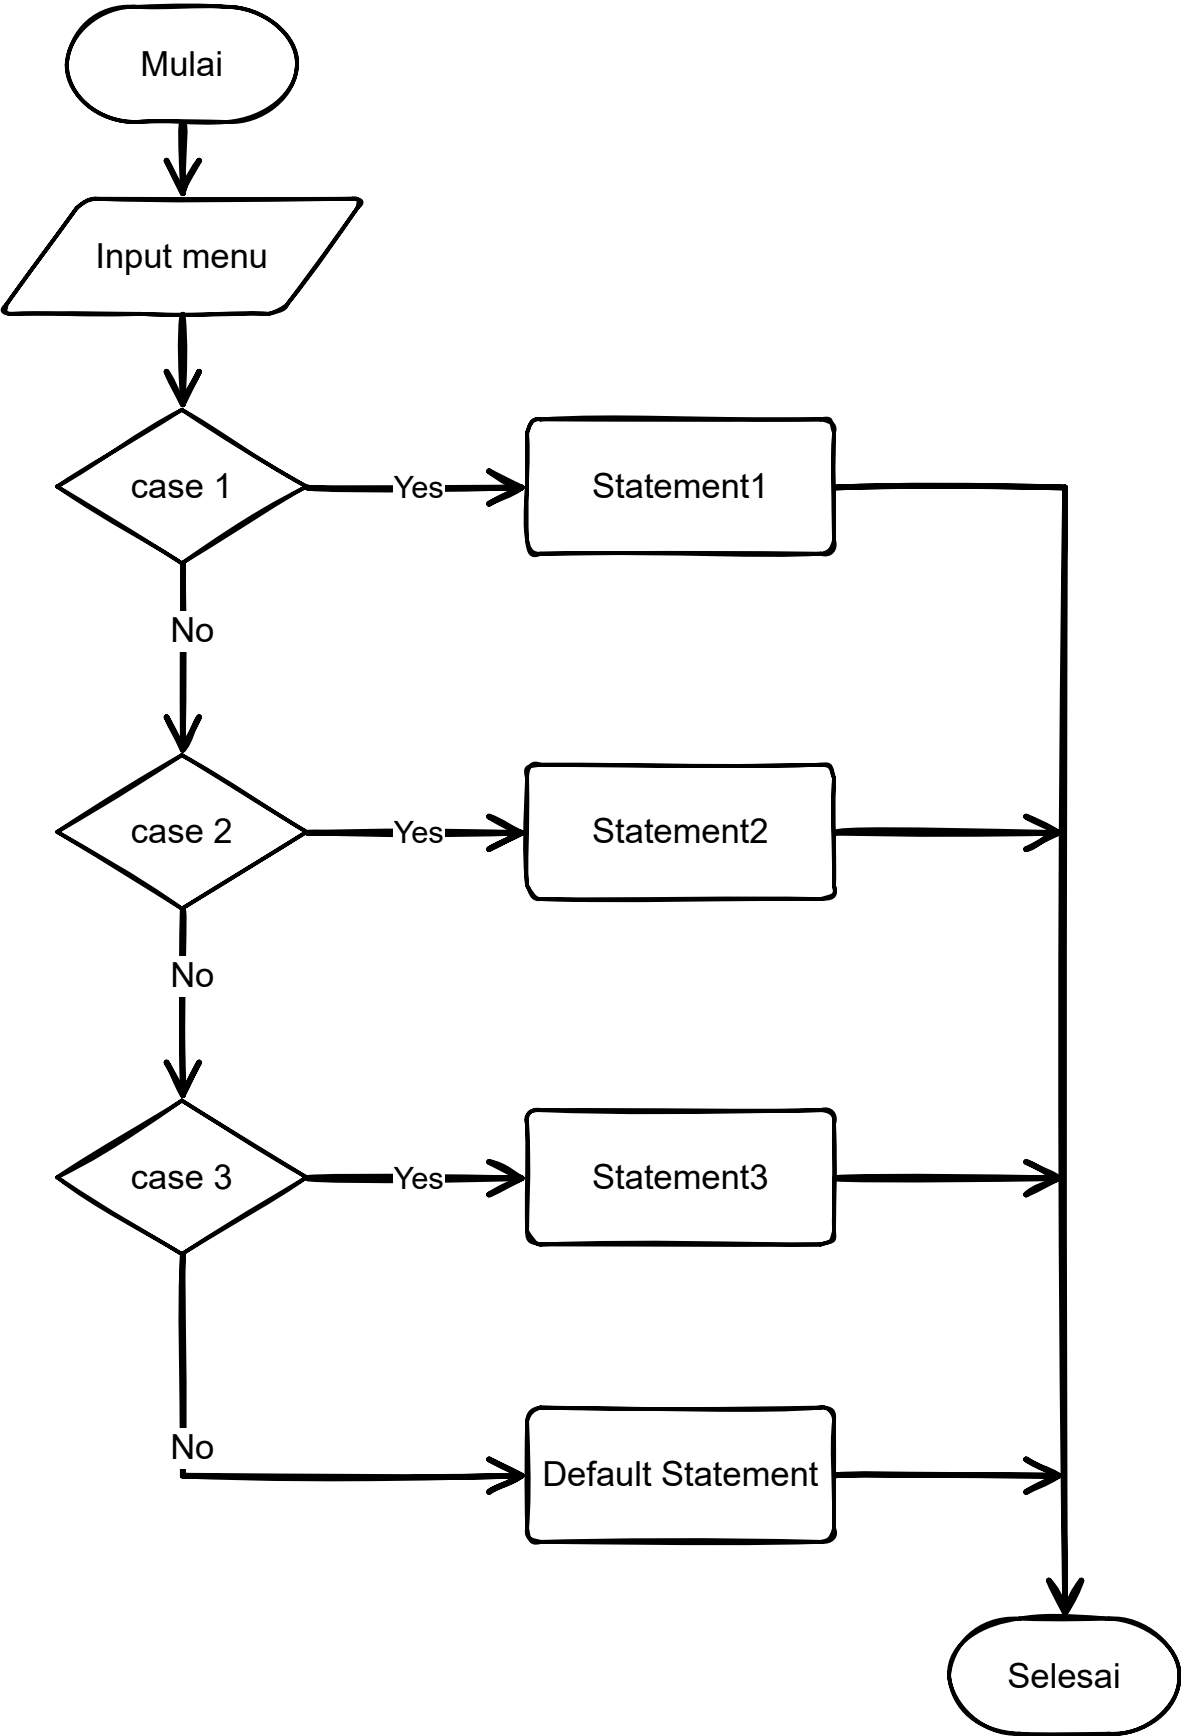 Mulai
Input menu
case 1
Yes
Statement1
No
case 2
Yes
Statement2
No
case 3
Yes
Statement3
No
Default Statement
Selesai